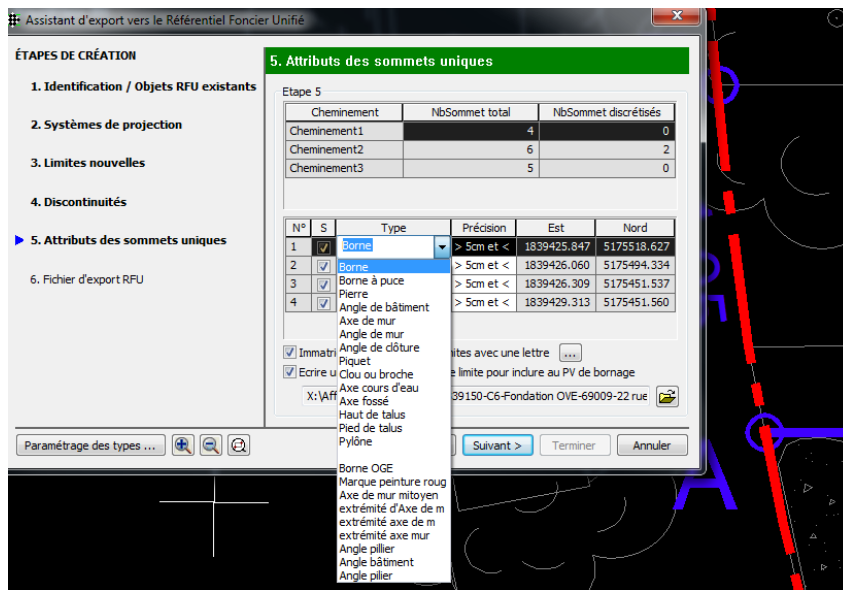 Assistant d'export vers le Référentiel Foncier Unifié
ÉTAPES DE CRÉATION
1. Identification / Objets RFU existants
2. Systèmes de projection
3. Limites nouvelles
4. Discontinuités
5. Attributs des sommets uniques
6. Fichier d'export RFU
5. Attributs des sommets uniques
Etape 5
Cheminement NbSommet total NbSommet discrétisés
Cheminement1 4 0
Cheminement2 6 2
Cheminement3 5 0
N° S Type Précision Est Nord
1 Borne > 5cm et < 1839425.847 5175518.627
2 > 5cm et < 1839426.060 5175494.334
3 > 5cm et < 1839426.309 5175451.537
4 > 5cm et < 1839429.313 5175451.560
Borne
Borne à puce
Pierre
Angle de bâtiment
Axe de mur
Angle de mur
Angle de clôture
Piquet
Clou ou broche
Axe cours d'eau
Axe fossé
Haut de talus
Pied de talus
Pylône
Borne OGE
Marque peinture roug
Axe de mur mitoyen
extrémité d'Axe de m
extrémité axe de m
extrémité axe mur
Angle pillier
Angle bâtiment
Angle pilier
Immatri ites avec une lettre ...
Ecrire u e limite pour inclure au PV de bornage
X:\Aff 39150-C6-Fondation OVE-69009-22 rue
Paramétrage des types ... Suivant > Terminer Annuler
A